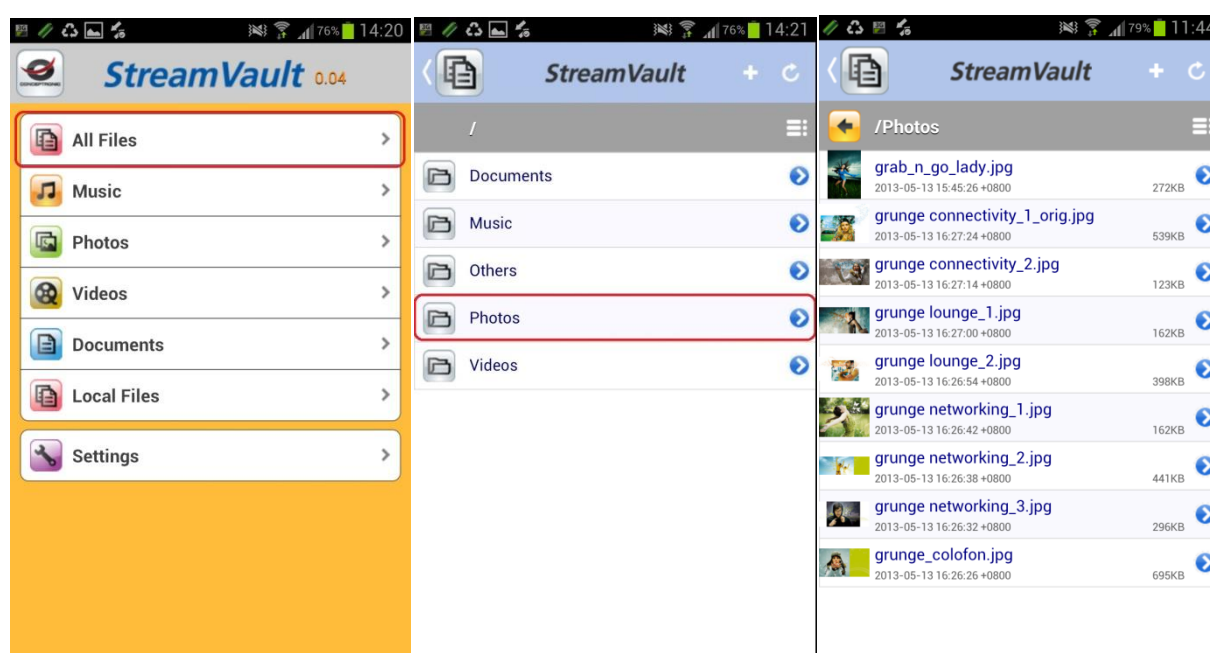 76% 14:20
CONCEPTRONIC
StreamVault 0.04
All Files
Music
Photos
Videos
Documents
Local Files
Settings
76% 14:21
StreamVault
/
Documents
Music
Others
Photos
Videos
79% 11:44
StreamVault
/Photos
grab_n_go_lady.jpg
2013-05-13 15:45:26 +0800 272KB
grunge connectivity_1_orig.jpg
2013-05-13 16:27:24 +0800 539KB
grunge connectivity_2.jpg
2013-05-13 16:27:14 +0800 123KB
grunge lounge_1.jpg
2013-05-13 16:27:00 +0800 162KB
grunge lounge_2.jpg
2013-05-13 16:26:54 +0800 398KB
grunge networking_1.jpg
2013-05-13 16:26:42 +0800 162KB
grunge networking_2.jpg
2013-05-13 16:26:38 +0800 441KB
grunge networking_3.jpg
2013-05-13 16:26:32 +0800 296KB
grunge_colofon.jpg
2013-05-13 16:26:26 +0800 695KB